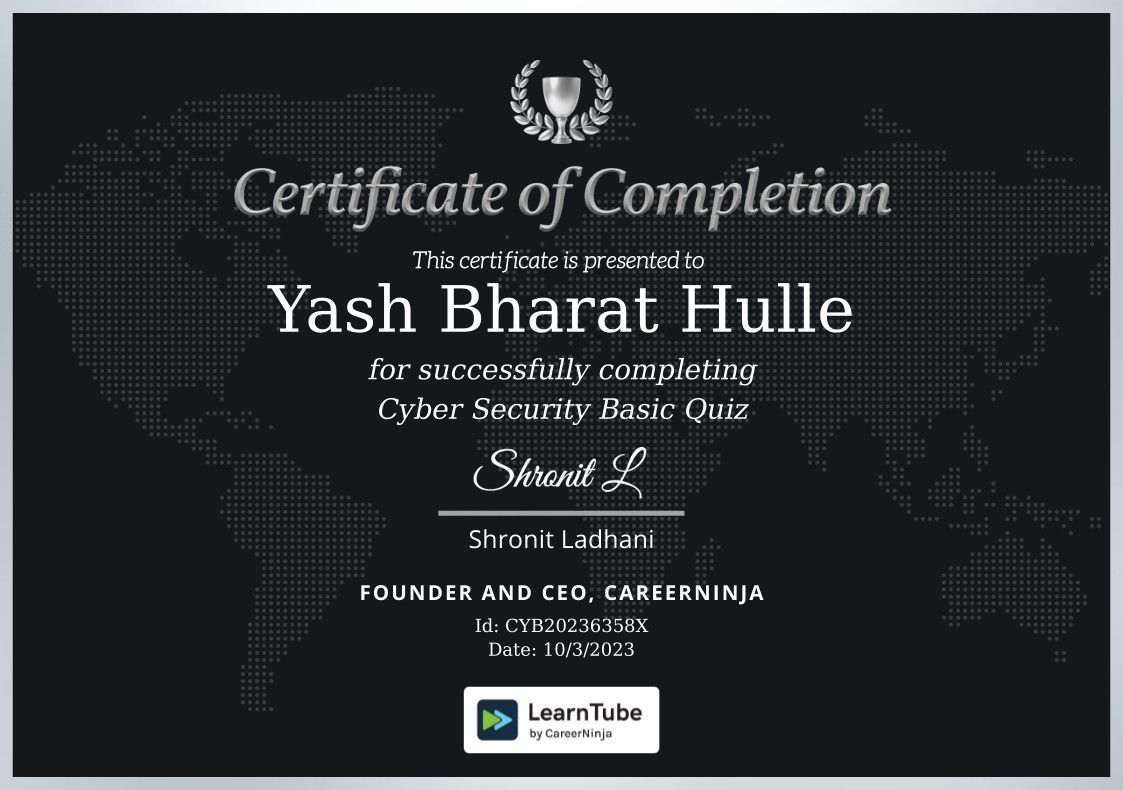 Certificate of Completion
This certificate is presented to
Yash Bharat Hulle
for successfully completing
Cyber Security Basic Quiz
Shronit L
Shronit Ladhani
FOUNDER AND CEO, CAREERNINJA
Id: CYB20236358X
Date: 10/3/2023
LearnTube
by CareerNinja